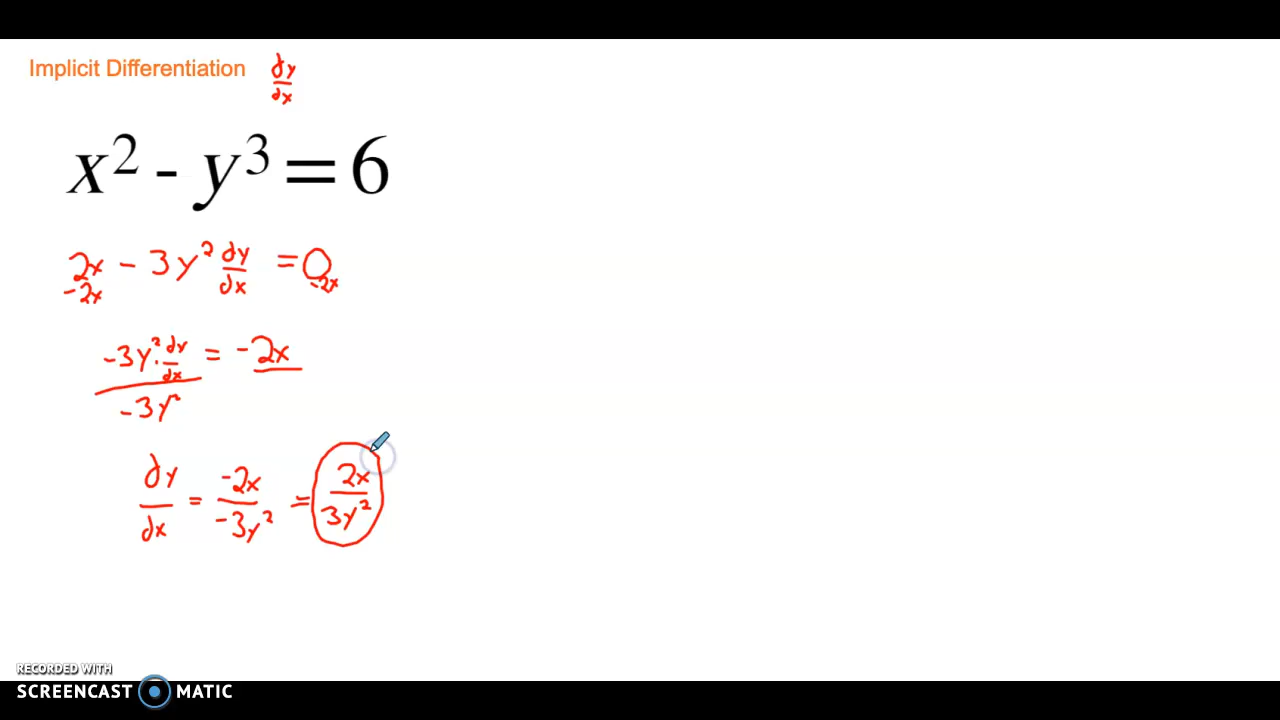 Implicit Differentiation dy/dx
x² - y³ = 6
2x - 3y² dy/dx = 0
-2x -2x
-3y² · dy/dx = -2x
-3y²
dy/dx = -2x/-3y² = 2x/3y²
RECORDED WITH
SCREENCAST MATIC